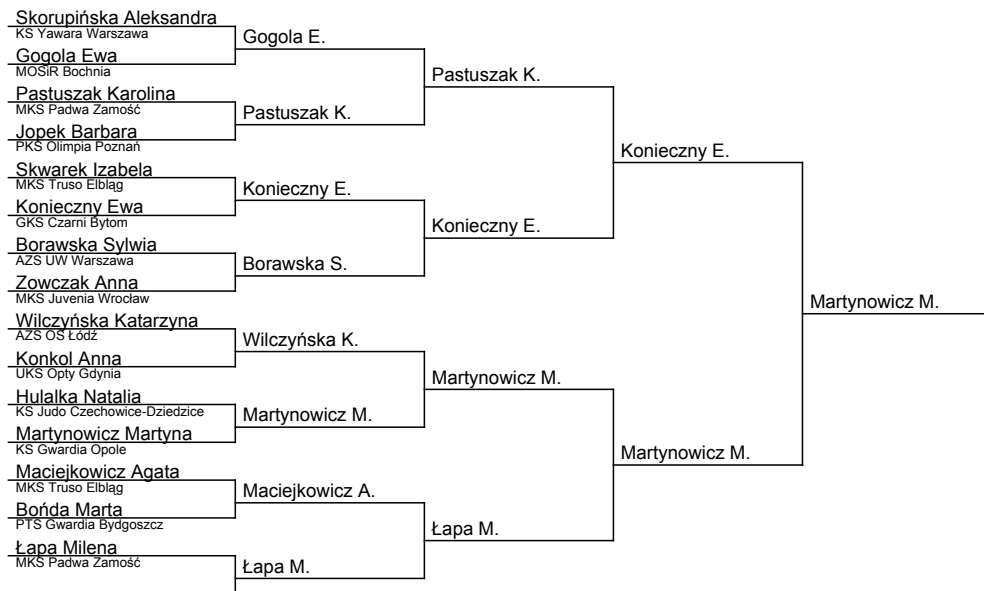 Skorupińska Aleksandra
KS Yawara Warszawa
Gogola Ewa
MOSiR Bochnia
Pastuszak Karolina
MKS Padwa Zamość
Jopek Barbara
PKS Olimpia Poznań
Skwarek Izabela
MKS Truso Elbląg
Konieczny Ewa
GKS Czarni Bytom
Borawska Sylwia
AZS UW Warszawa
Zowczak Anna
MKS Juvenia Wrocław
Wilczyńska Katarzyna
AZS OŚ Łódź
Konkol Anna
UKS Opty Gdynia
Hulalka Natalia
KS Judo Czechowice-Dziedzice
Martynowicz Martyna
KS Gwardia Opole
Maciejkowicz Agata
MKS Truso Elbląg
Bońda Marta
PTS Gwardia Bydgoszcz
Łapa Milena
MKS Padwa Zamość
Gogola E.
Pastuszak K.
Konieczny E.
Borawska S.
Wilczyńska K.
Martynowicz M.
Maciejkowicz A.
Łapa M.
Pastuszak K.
Konieczny E.
Martynowicz M.
Łapa M.
Konieczny E.
Martynowicz M.
Martynowicz M.